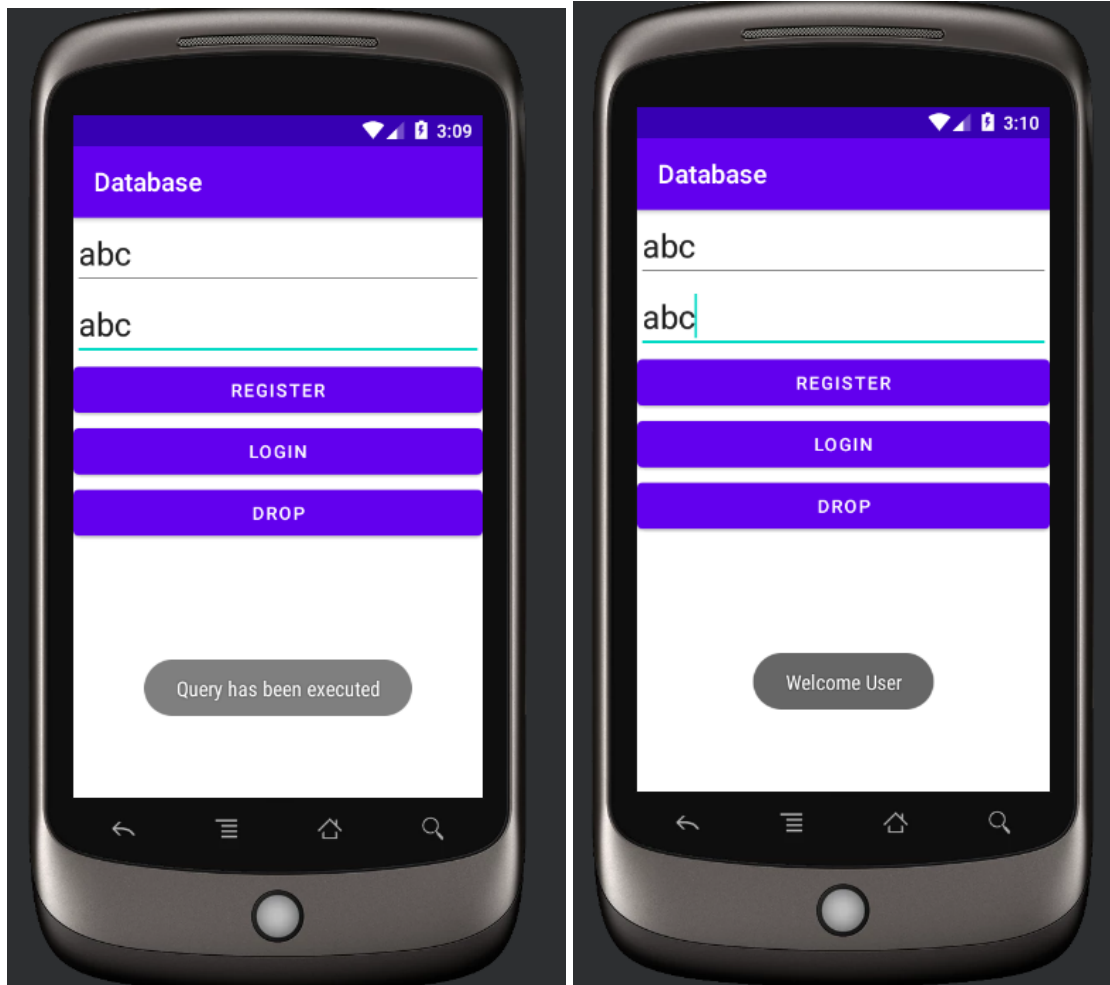 3:09
Database
abc
abc
REGISTER
LOGIN
DROP
Query has been executed
3:10
Database
abc
abc
REGISTER
LOGIN
DROP
Welcome User